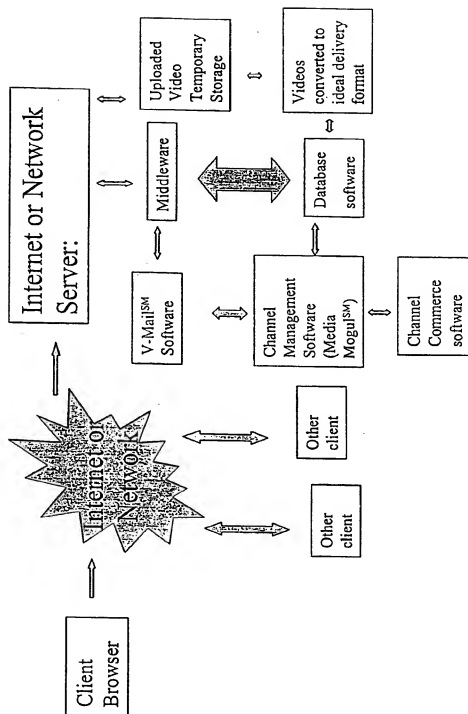 Client
Browser
Internet or
Network
Internet or Network
Server:
Other
client
Other
client
V-Mail℠
Software
Middleware
Uploaded
Video
Temporary
Storage
Channel
Management
Software
(Media
Mogul℠)
Database
software
Videos
converted to
ideal delivery
format
Channel
Commerce
software